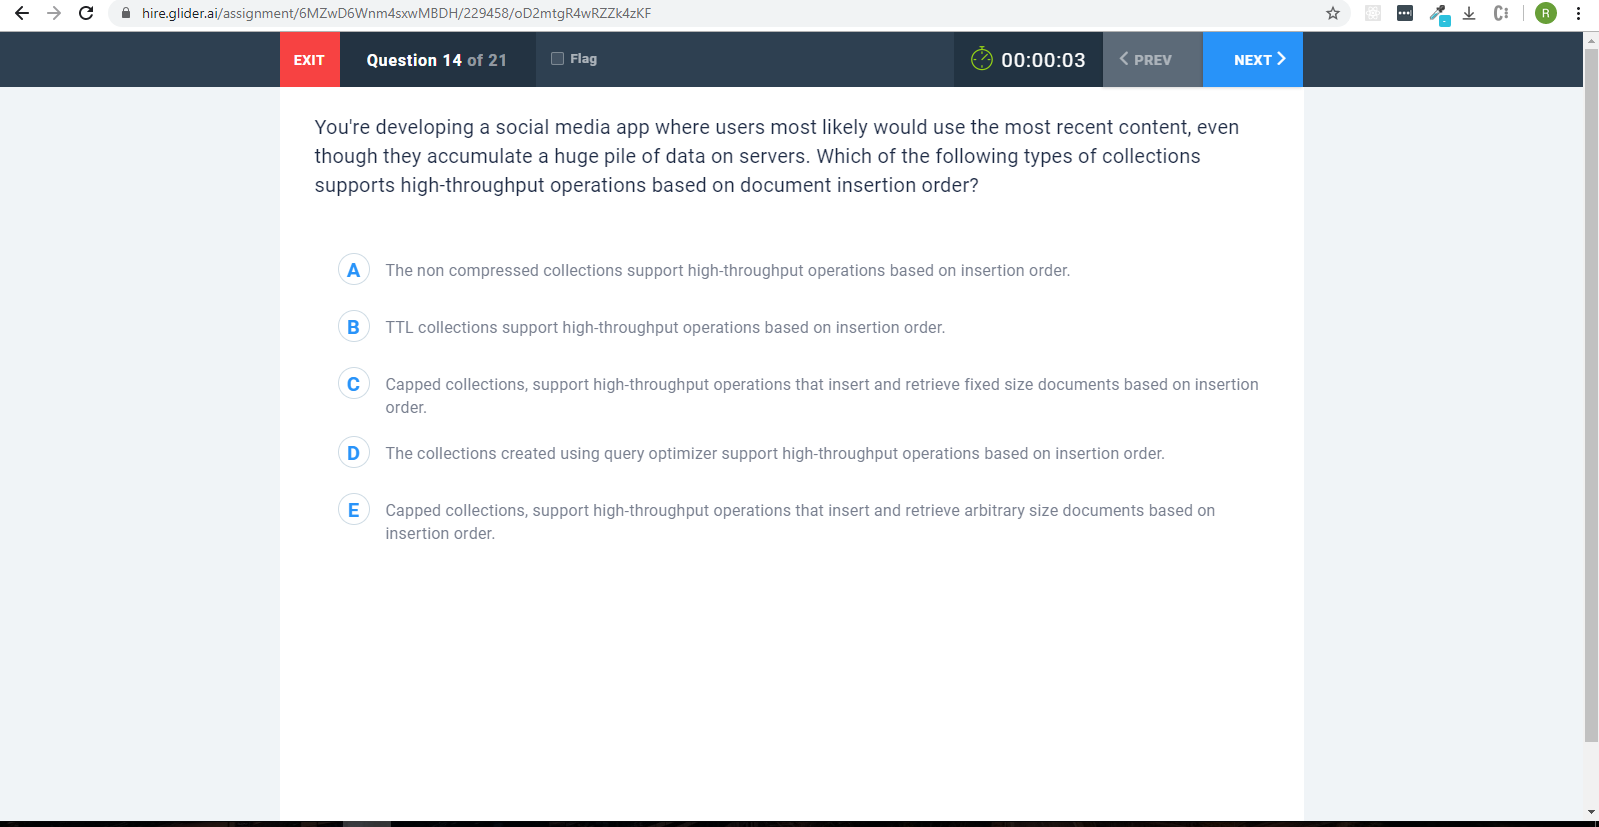 hire.glider.ai/assignment/6MZwD6Wnm4sxwMBDH/229458/oD2mtgR4wRZZk4zKF
R
EXIT
Question 14 of 21
Flag
00:00:03
PREV
NEXT
You're developing a social media app where users most likely would use the most recent content, even
though they accumulate a huge pile of data on servers. Which of the following types of collections
supports high-throughput operations based on document insertion order?
A The non compressed collections support high-throughput operations based on insertion order.
B TTL collections support high-throughput operations based on insertion order.
C Capped collections, support high-throughput operations that insert and retrieve fixed size documents based on insertion
order.
D The collections created using query optimizer support high-throughput operations based on insertion order.
E Capped collections, support high-throughput operations that insert and retrieve arbitrary size documents based on
insertion order.